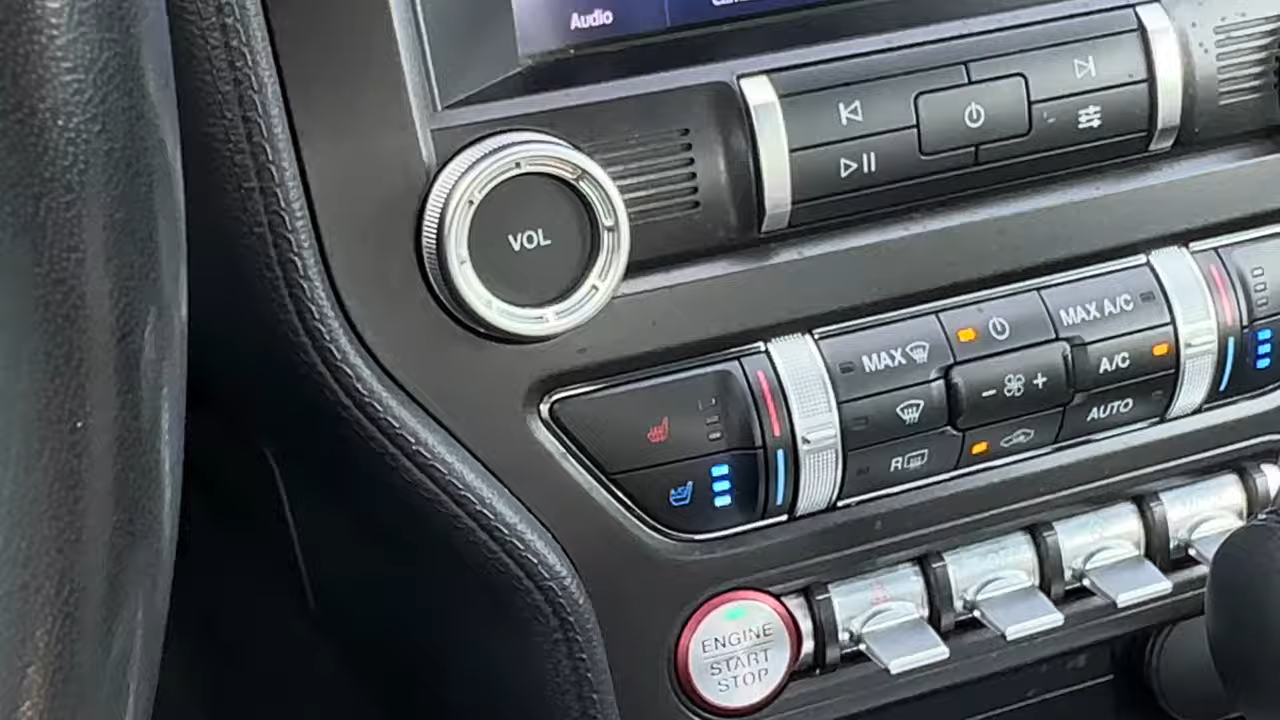 Audio
VOL
MAX
MAX A/C
A/C
AUTO
R
ENGINE
START
STOP